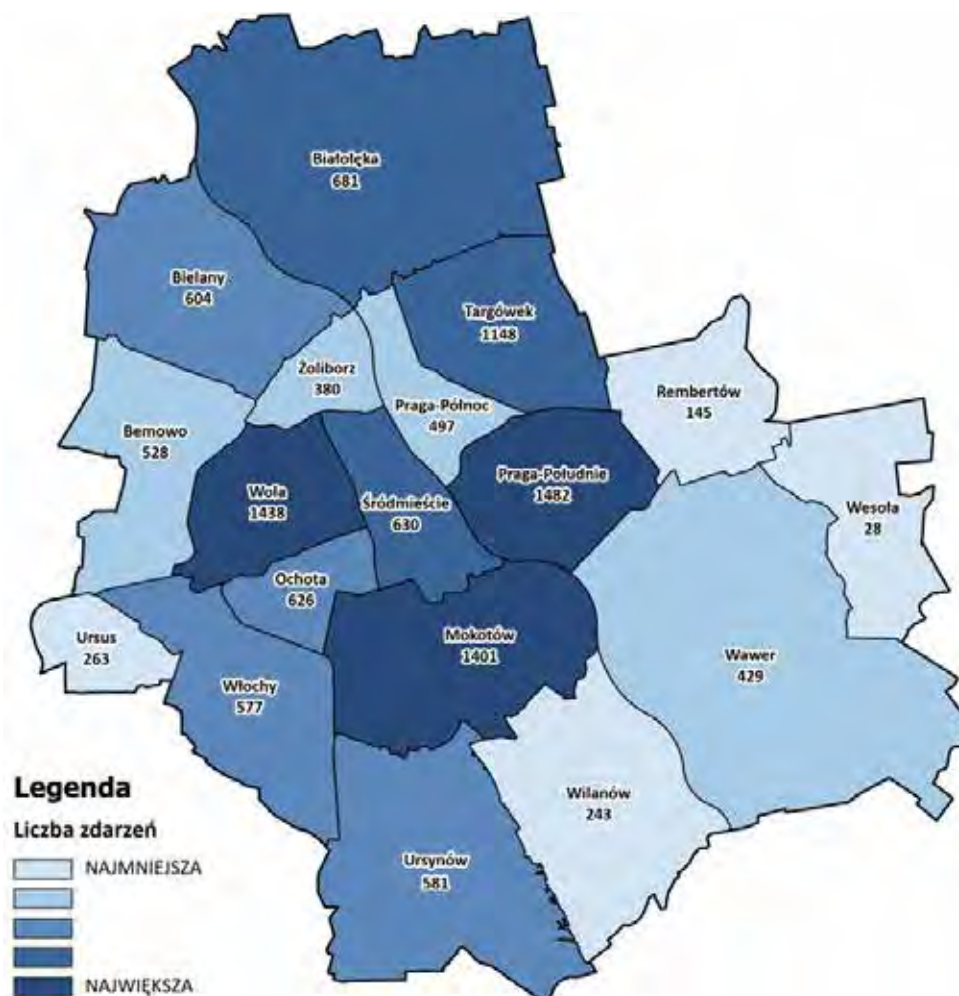 Białołęka
681
Bielany
604
Targówek
1148
Żoliborz
380
Praga-Północ
497
Rembertów
145
Bemowo
528
Wola
1438
Śródmieście
630
Praga-Południe
1482
Wesoła
28
Ochota
626
Ursus
263
Mokotów
1401
Wawer
429
Włochy
577
Wilanów
243
Ursynów
581
Legenda
Liczba zdarzeń
NAJMNIEJSZA
NAJWIĘKSZA